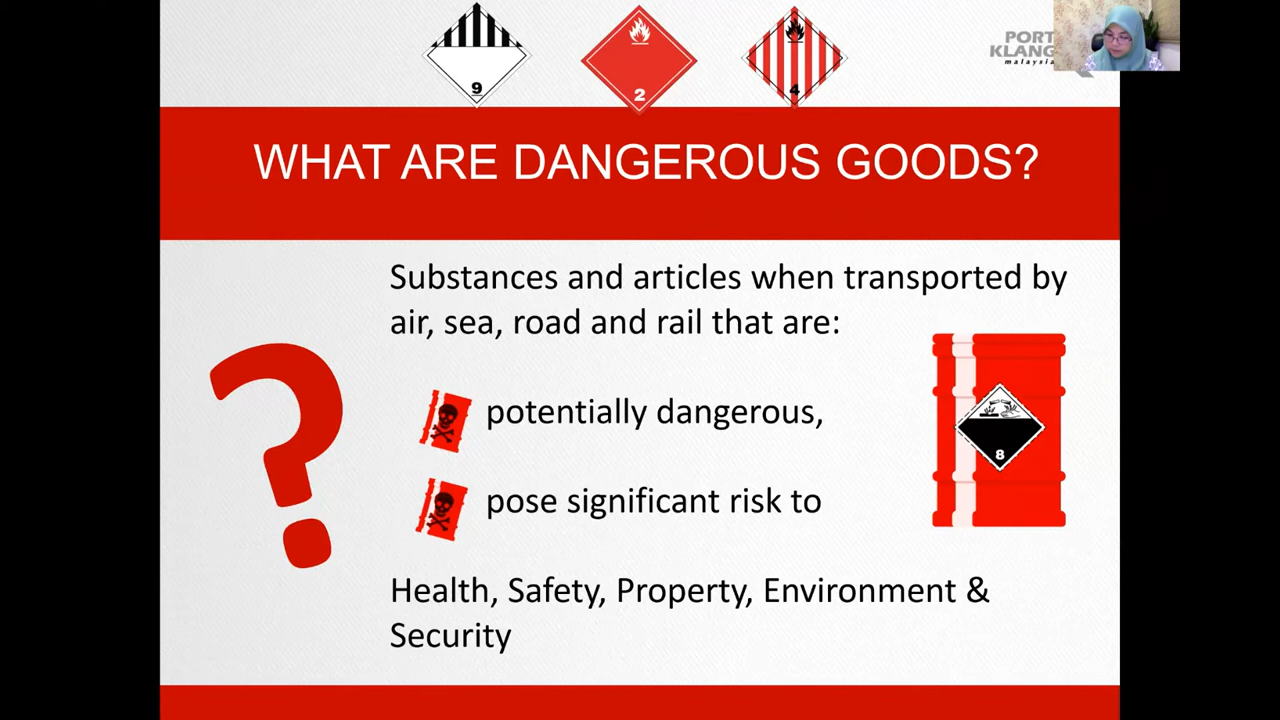 9
2
4
PORT
KLANG
malaysia
WHAT ARE DANGEROUS GOODS?
Substances and articles when transported by
air, sea, road and rail that are:
potentially dangerous,
pose significant risk to
8
Health, Safety, Property, Environment &
Security